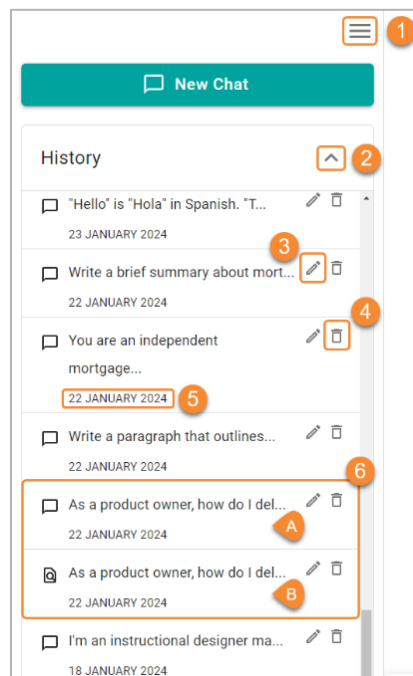 1
New Chat
History
2
"Hello" is "Hola" in Spanish. "T...
23 JANUARY 2024
3
Write a brief summary about mort...
22 JANUARY 2024
4
You are an independent
mortgage...
22 JANUARY 2024
5
Write a paragraph that outlines...
22 JANUARY 2024
6
As a product owner, how do I del...
22 JANUARY 2024
A
As a product owner, how do I del...
22 JANUARY 2024
B
I'm an instructional designer ma...
18 JANUARY 2024